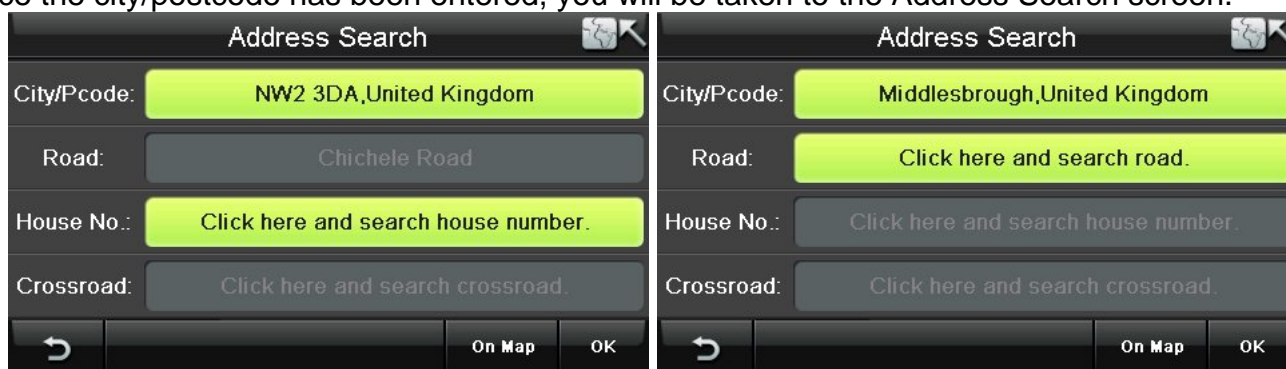 the city/postcode has been entered, you will be taken to the Address Search screen.
Address Search
City/Pcode: NW2 3DA,United Kingdom
Road: Chichele Road
House No.: Click here and search house number.
Crossroad: Click here and search crossroad.
On Map OK
Address Search
City/Pcode: Middlesbrough,United Kingdom
Road: Click here and search road.
House No.: Click here and search house number.
Crossroad: Click here and search crossroad.
On Map OK